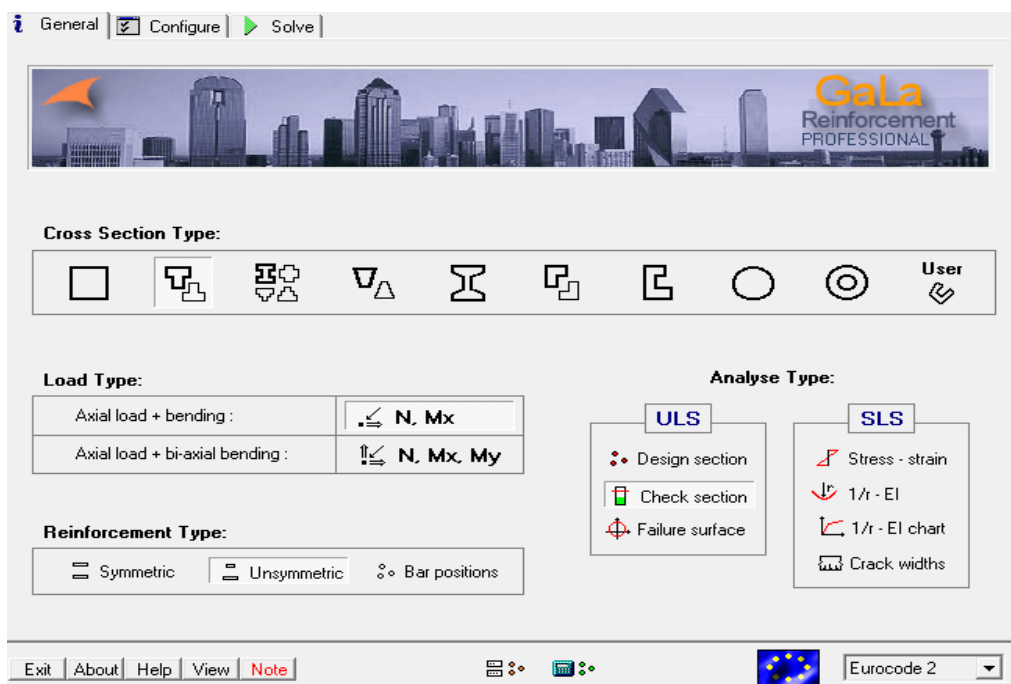 i General Configure Solve
GaLa
Reinforcement
PROFESSIONAL
Cross Section Type:
User
Load Type:
Axial load + bending : N, Mx
Axial load + bi-axial bending : N, Mx, My
Reinforcement Type:
Symmetric Unsymmetric Bar positions
Analyse Type:
ULS
Design section
Check section
Failure surface
SLS
Stress - strain
1/r - EI
1/r - EI chart
Crack widths
Exit About Help View Note Eurocode 2